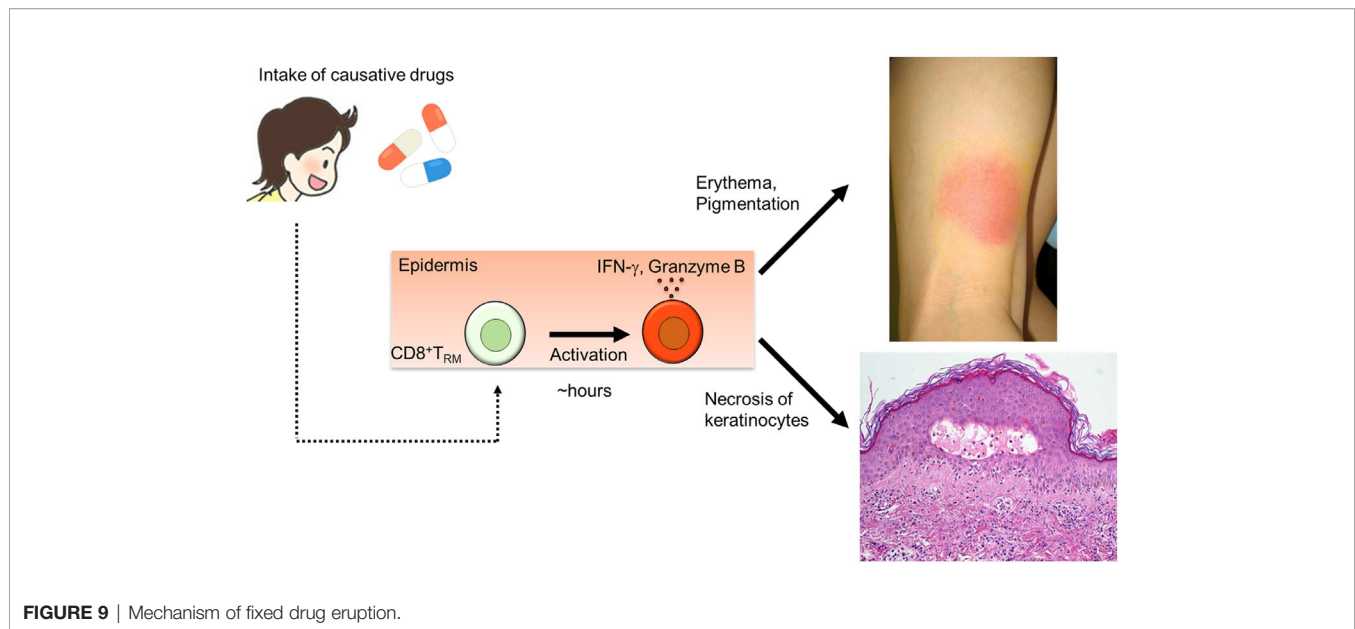 Intake of causative drugs
Erythema,
Pigmentation
Epidermis
IFN-γ, Granzyme B
CD8⁺T_RM
Activation
~hours
Necrosis of
keratinocytes
FIGURE 9 | Mechanism of fixed drug eruption.